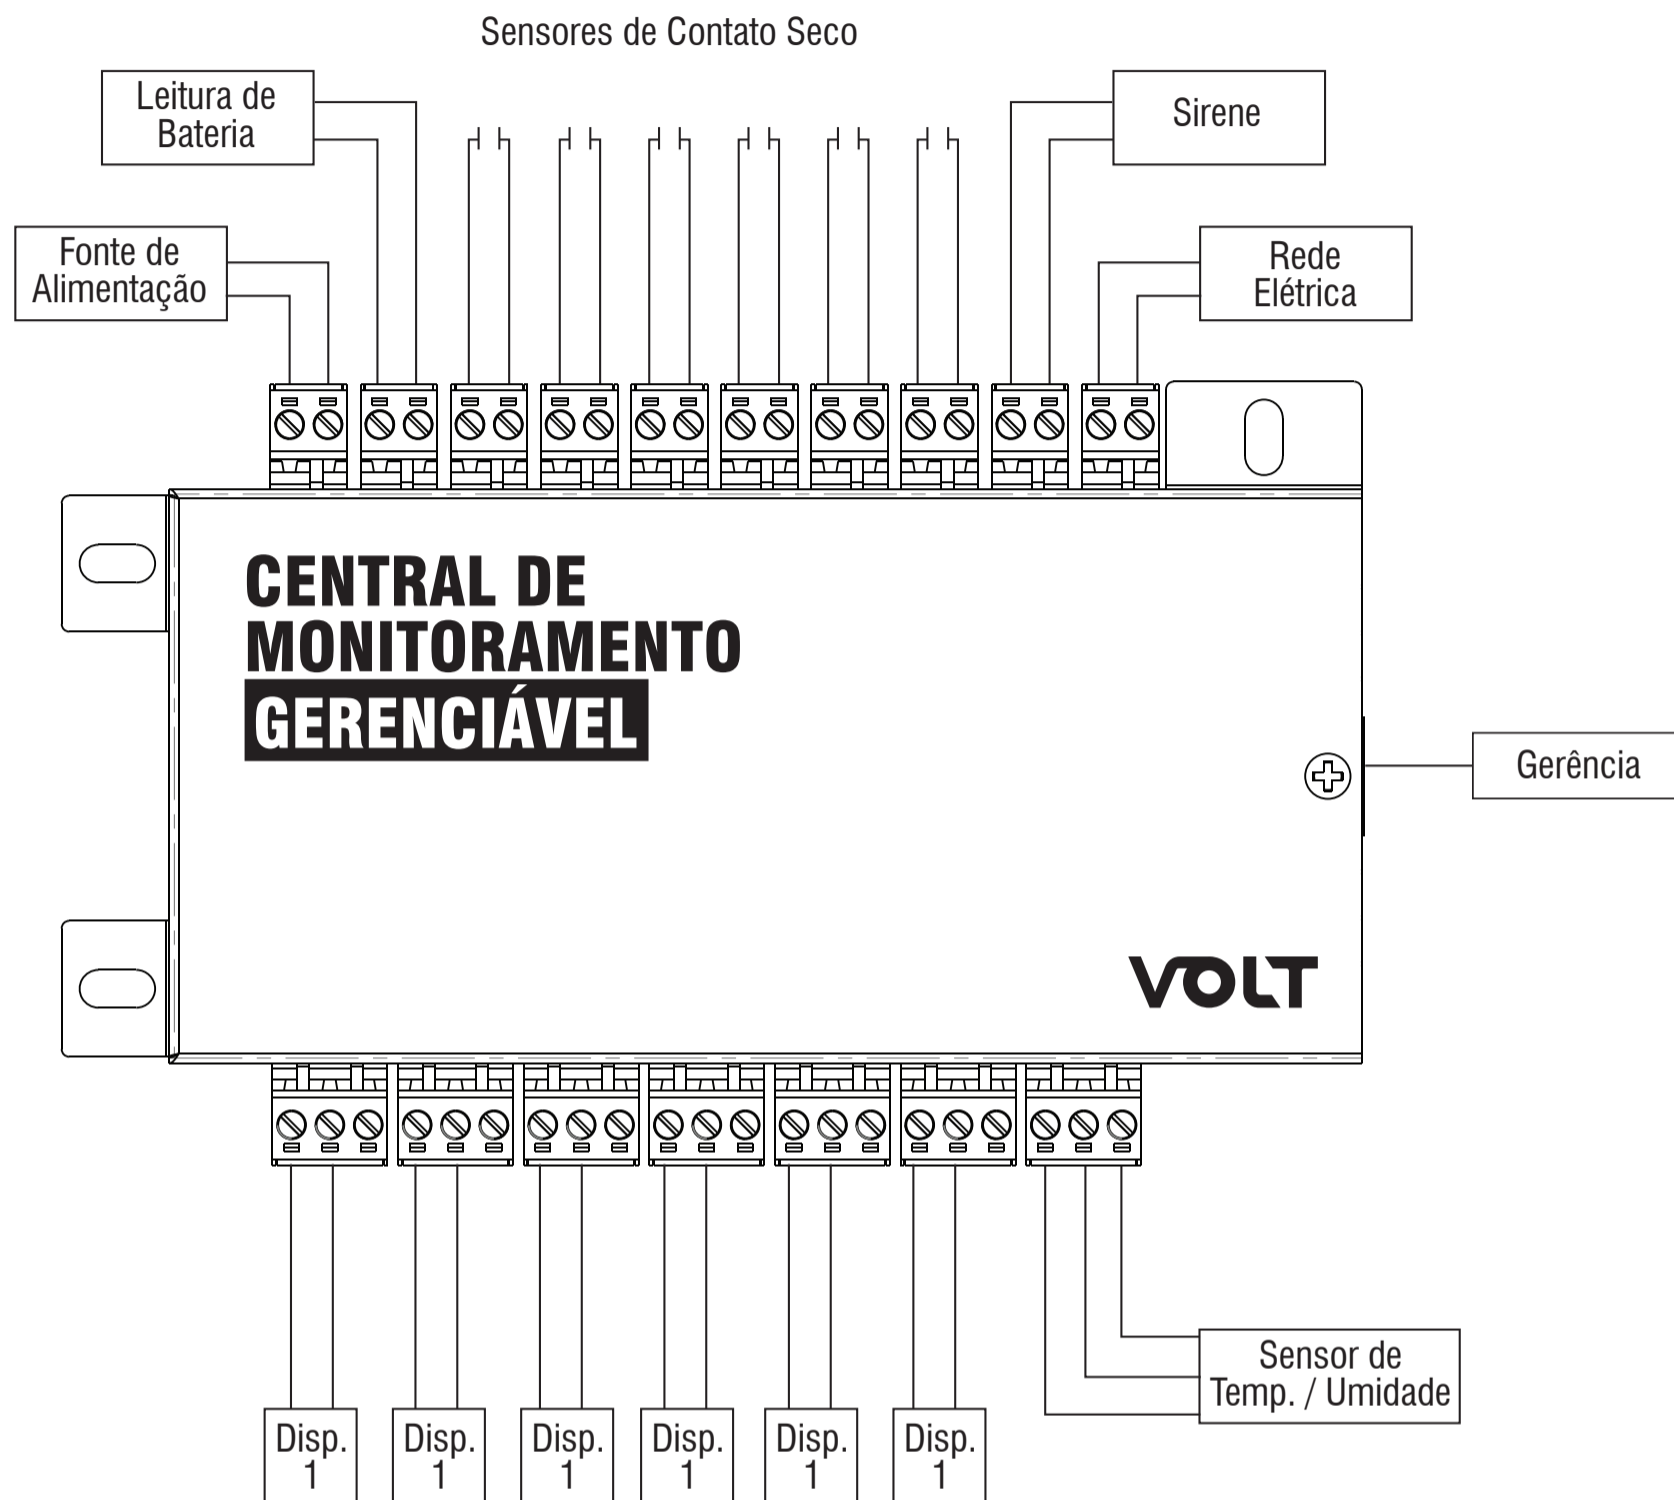 Sensores de Contato Seco
Leitura de
Bateria
Sirene
Fonte de
Alimentação
Rede
Elétrica
CENTRAL DE
MONITORAMENTO
GERENCIÁVEL
Gerência
VOLT
Sensor de
Temp. / Umidade
Disp.
1
Disp.
1
Disp.
1
Disp.
1
Disp.
1
Disp.
1